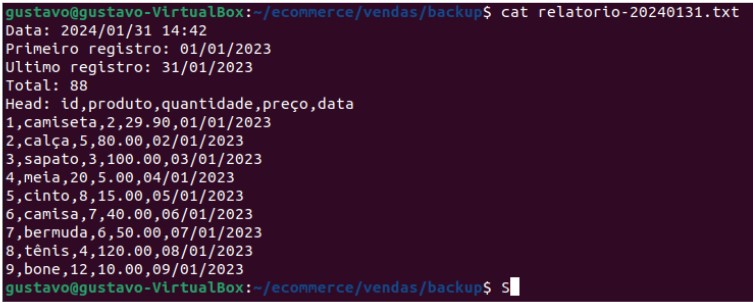 gustavo@gustavo-VirtualBox:~/ecommerce/vendas/backup$ cat relatorio-20240131.txt
Data: 2024/01/31 14:42
Primeiro registro: 01/01/2023
Ultimo registro: 31/01/2023
Total: 88
Head: id,produto,quantidade,preço,data
1,camiseta,2,29.90,01/01/2023
2,calça,5,80.00,02/01/2023
3,sapato,3,100.00,03/01/2023
4,meia,20,5.00,04/01/2023
5,cinto,8,15.00,05/01/2023
6,camisa,7,40.00,06/01/2023
7,bermuda,6,50.00,07/01/2023
8,tênis,4,120.00,08/01/2023
9,bone,12,10.00,09/01/2023
gustavo@gustavo-VirtualBox:~/ecommerce/vendas/backup$ S